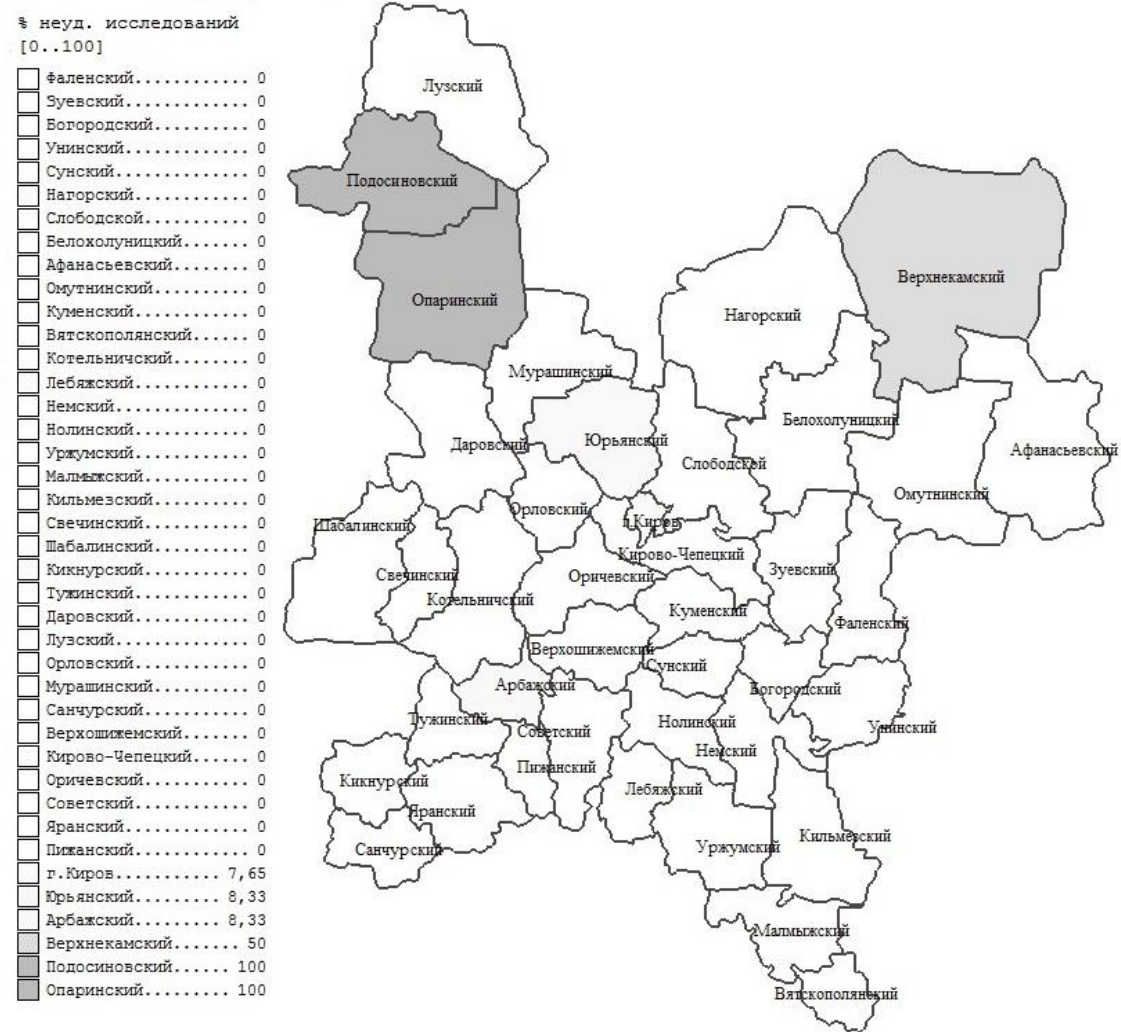 % неуд. исследований
[0..100]
Фаленский............ 0
Зуевский............. 0
Богородский.......... 0
Унинский............. 0
Сунский.............. 0
Нагорский............ 0
Слободской........... 0
Белохолуницкий....... 0
Афанасьевский........ 0
Омутнинский.......... 0
Куменский............ 0
Вятскополянский...... 0
Котельничский........ 0
Лебяжский............ 0
Немский.............. 0
Нолинский............ 0
Уржумский............ 0
Малмыжский........... 0
Кильмезский.......... 0
Свечинский........... 0
Шабалинский.......... 0
Кикнурский........... 0
Тужинский............ 0
Даровский............ 0
Лузский.............. 0
Орловский............ 0
Мурашинский.......... 0
Санчурский........... 0
Верхошижемский....... 0
Кирово-Чепецкий...... 0
Оричевский........... 0
Советский............ 0
Яранский............. 0
Пижанский............ 0
г.Киров........... 7,65
Юрьянский......... 8,33
Арбажский......... 8,33
Верхнекамский....... 50
Подосиновский...... 100
Опаринский......... 100
Лузский
Подосиновский
Опаринский
Верхнекамский
Нагорский
Мурашинский
Белохолуницкий
Юрьянский
Даровский
Слободской
Афанасьевский
Омутнинский
Орловский
Шабалинский
г.Киров
Кирово-Чепецкий
Свечинский
Оричевский
Зуевский
Котельничский
Куменский
Фаленский
Верхошижемский
Сунский
Арбажский
Богородский
Тужинский
Советский
Нолинский
Унинский
Немский
Пижанский
Кикнурский
Лебяжский
Яранский
Кильмезский
Уржумский
Санчурский
Малмыжский
Вятскополянский